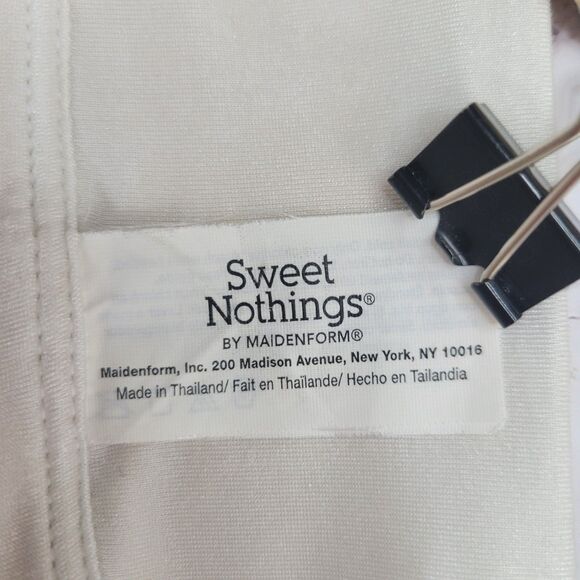 Sweet
Nothings®
BY MAIDENFORM®
Maidenform, Inc. 200 Madison Avenue, New York, NY 10016
Made in Thailand/ Fait en Thaïlande/ Hecho en Tailandia